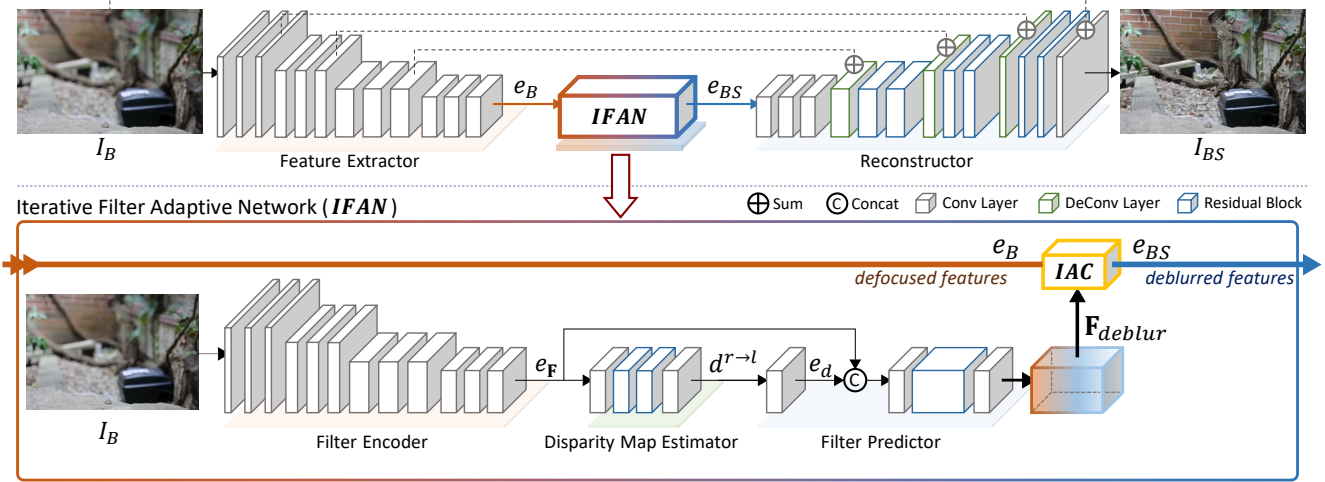 e_B
IFAN
e_BS
I_B
Feature Extractor
Reconstructor
I_BS
Iterative Filter Adaptive Network (IFAN)
⊕ Sum
Ⓒ Concat
Conv Layer
DeConv Layer
Residual Block
e_B
IAC
e_BS
defocused features
deblurred features
F_deblur
e_F
d^{r→l}
e_d
C
I_B
Filter Encoder
Disparity Map Estimator
Filter Predictor